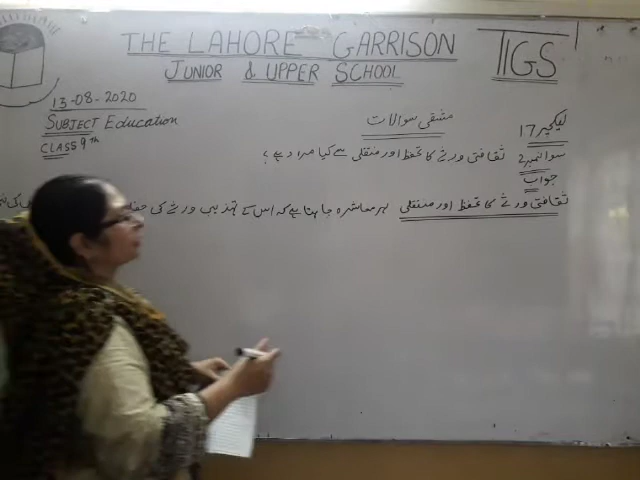 THE LAHORE GARRISON
JUNIOR & UPPER SCHOOL
TIGS
13-08-2020
SUBJECT Education
CLASS 9th
مشقی سوالات
لیکچر 17
سوال نمبر 2 ثقافتی ورثے کا تحفظ اور منتقلی سے کیا مراد ہے؟
جواب
ثقافتی ورثے کا تحفظ اور منتقلی ہر معاشرہ چاہتا ہے کہ اس کے تہذیب ورثے کی